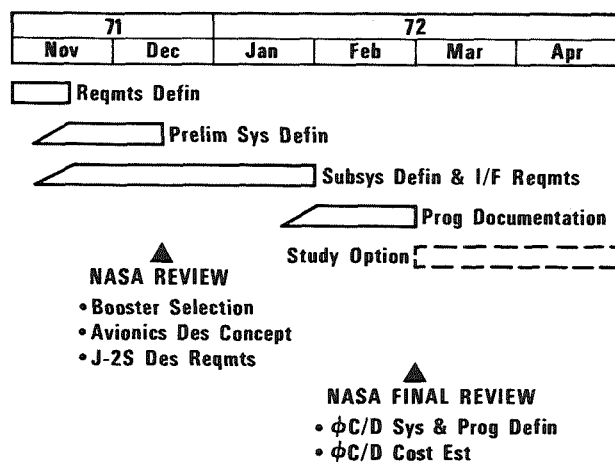 71 72
Nov Dec Jan Feb Mar Apr
Reqmts Defin
Prelim Sys Defin
Subsys Defin & I/F Reqmts
Prog Documentation
Study Option
NASA REVIEW
• Booster Selection
• Avionics Des Concept
• J-2S Des Reqmts
NASA FINAL REVIEW
• ϕC/D Sys & Prog Defin
• ϕC/D Cost Est